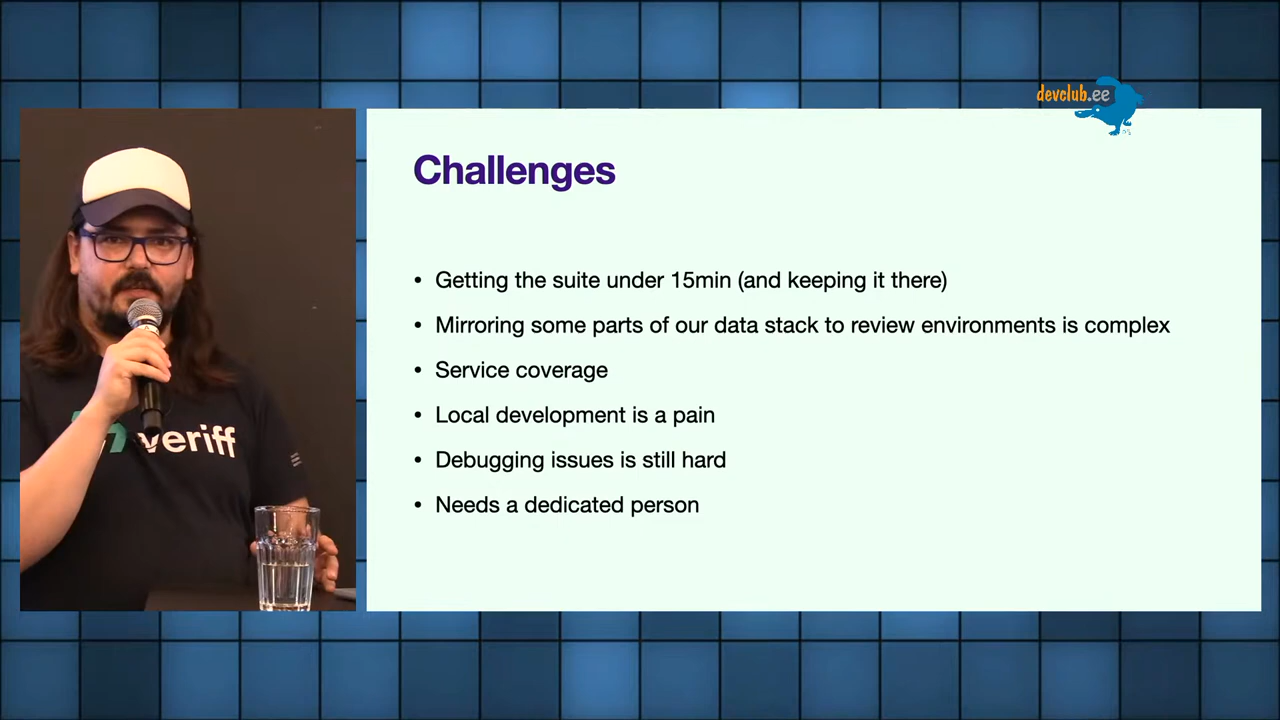 devclub.ee
Challenges
• Getting the suite under 15min (and keeping it there)
• Mirroring some parts of our data stack to review environments is complex
• Service coverage
• Local development is a pain
• Debugging issues is still hard
• Needs a dedicated person
veriff